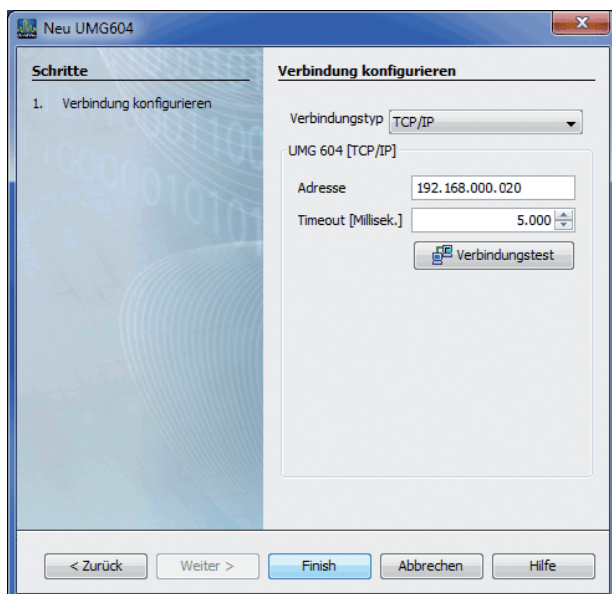 Neu UMG604
Schritte
1. Verbindung konfigurieren
Verbindung konfigurieren
Verbindungstyp TCP/IP
UMG 604 [TCP/IP]
Adresse 192.168.000.020
Timeout [Millisek.] 5.000
Verbindungstest
< Zurück Weiter > Finish Abbrechen Hilfe